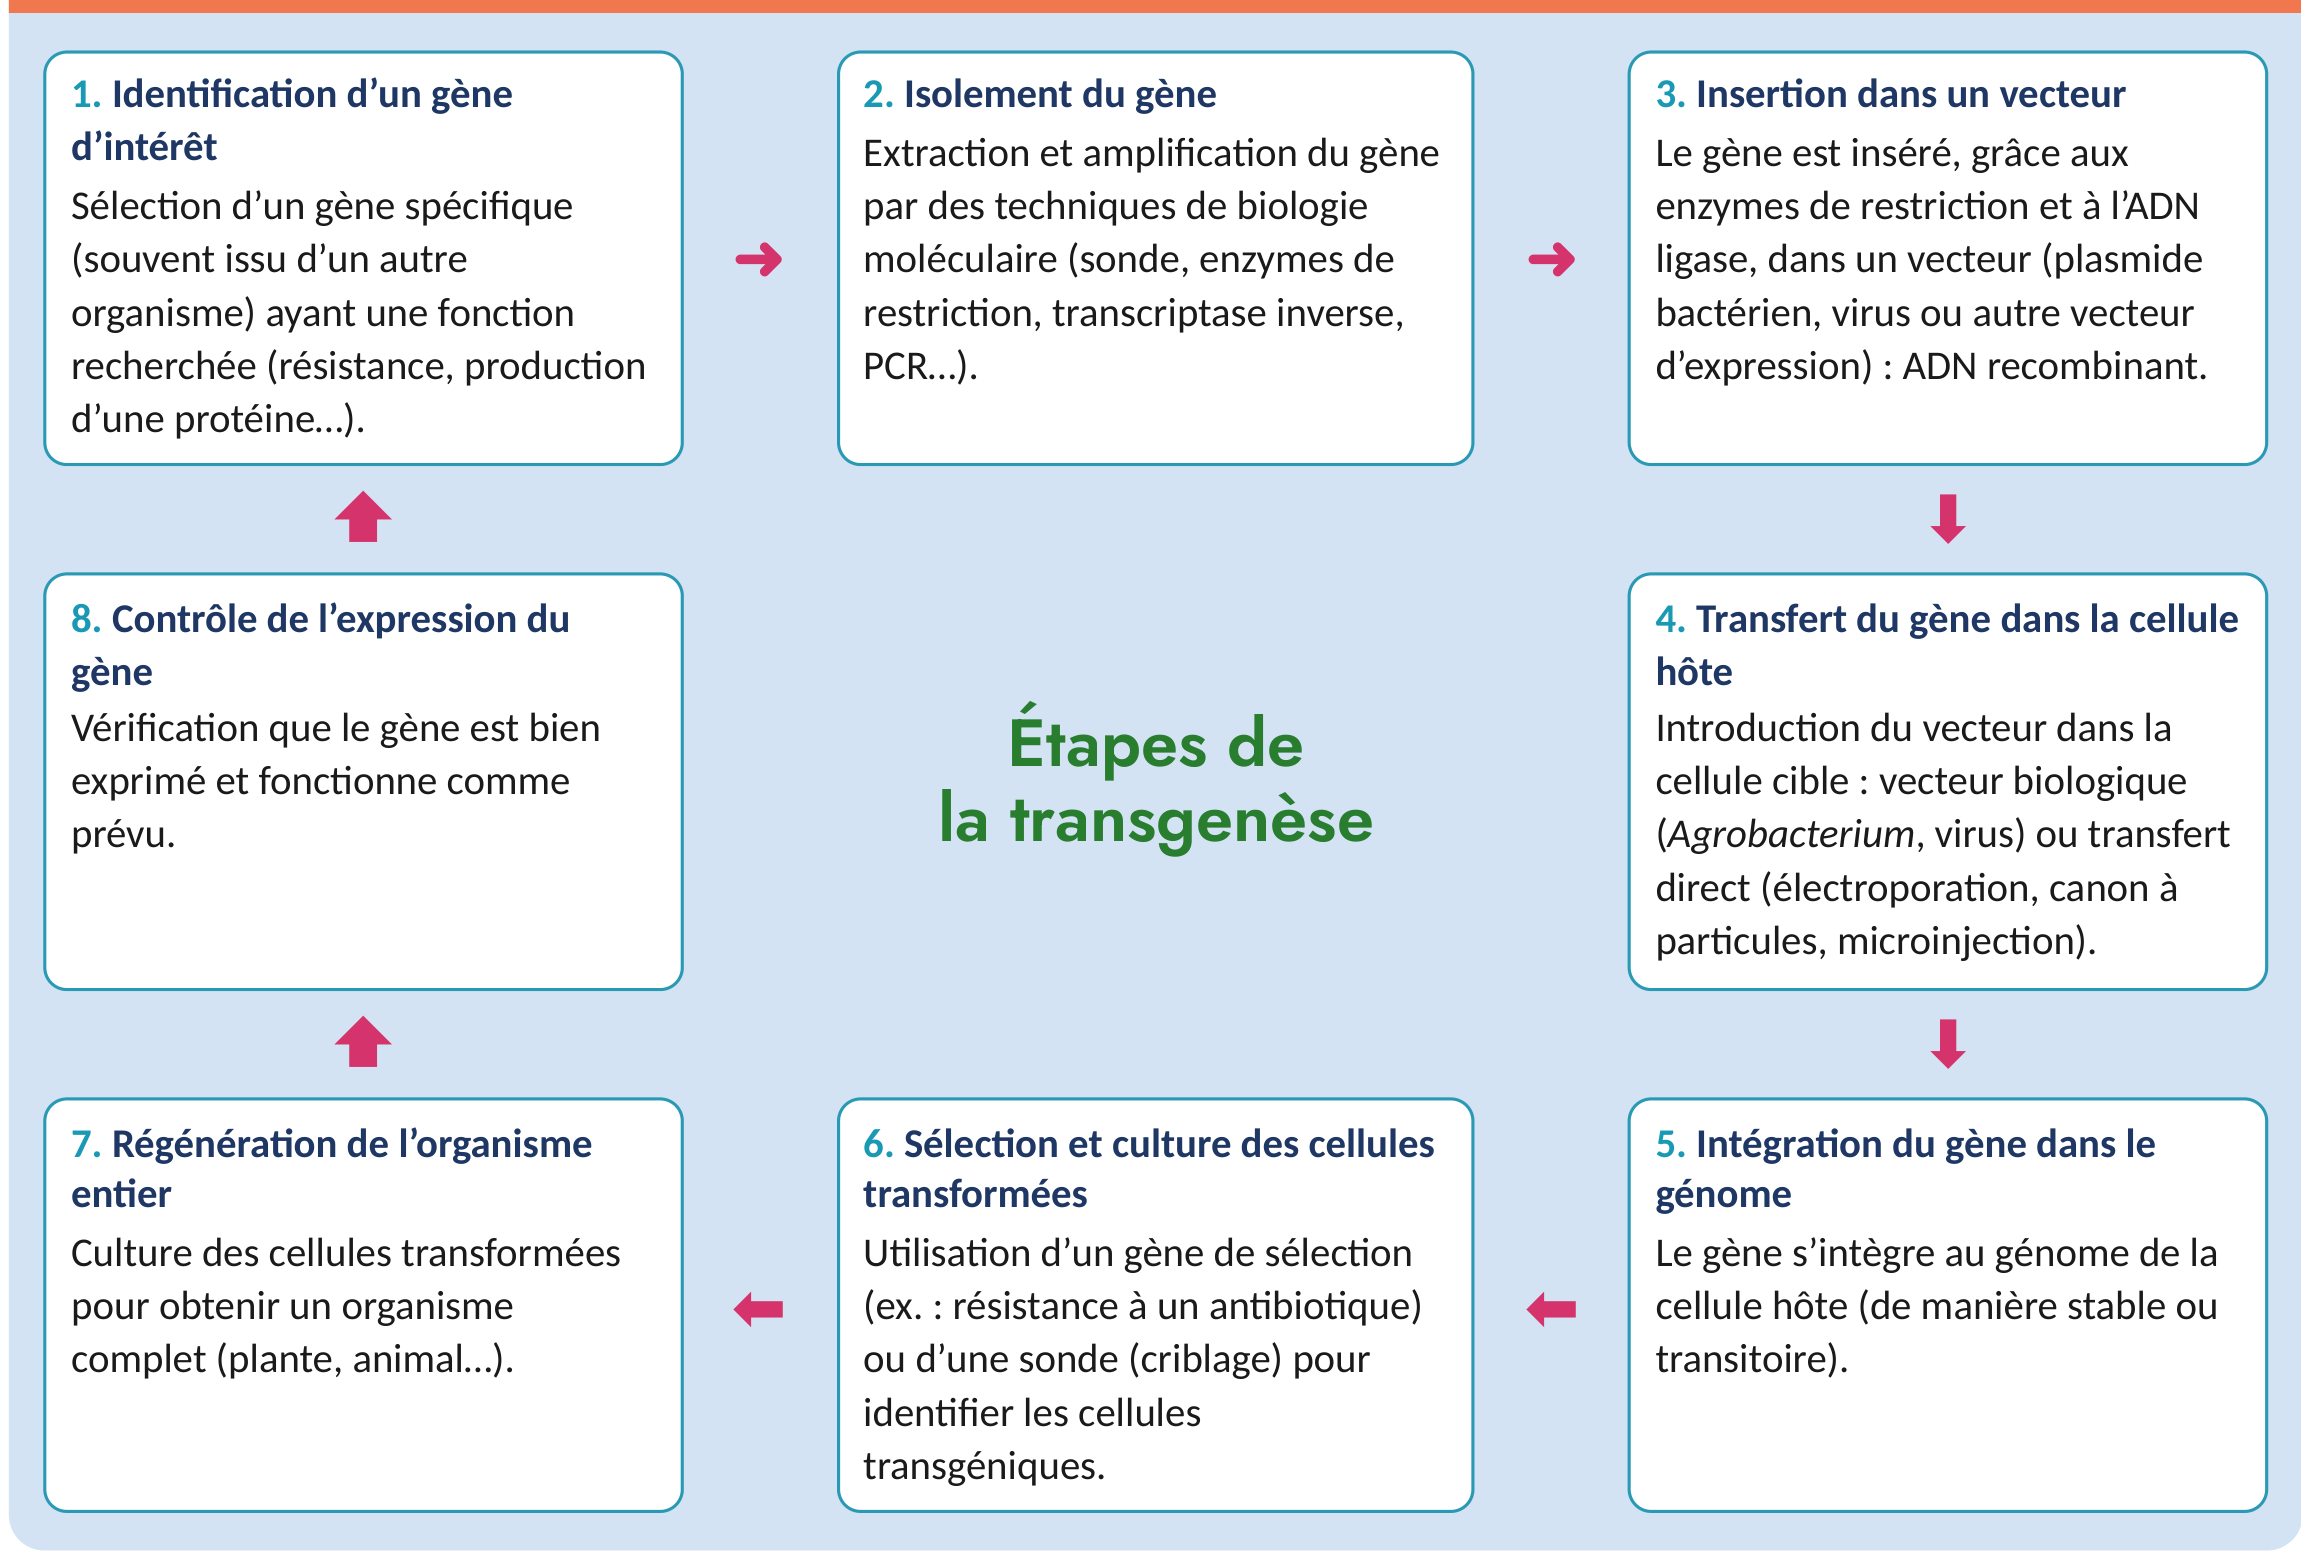 1. Identification d’un gène
d’intérêt
Sélection d’un gène spécifique
(souvent issu d’un autre
organisme) ayant une fonction
recherchée (résistance, production
d’une protéine…).
2. Isolement du gène
Extraction et amplification du gène
par des techniques de biologie
moléculaire (sonde, enzymes de
restriction, transcriptase inverse,
PCR…).
3. Insertion dans un vecteur
Le gène est inséré, grâce aux
enzymes de restriction et à l’ADN
ligase, dans un vecteur (plasmide
bactérien, virus ou autre vecteur
d’expression) : ADN recombinant.
4. Transfert du gène dans la cellule
hôte
Introduction du vecteur dans la
cellule cible : vecteur biologique
(Agrobacterium, virus) ou transfert
direct (électroporation, canon à
particules, microinjection).
5. Intégration du gène dans le
génome
Le gène s’intègre au génome de la
cellule hôte (de manière stable ou
transitoire).
6. Sélection et culture des cellules
transformées
Utilisation d’un gène de sélection
(ex. : résistance à un antibiotique)
ou d’une sonde (criblage) pour
identifier les cellules
transgéniques.
7. Régénération de l’organisme
entier
Culture des cellules transformées
pour obtenir un organisme
complet (plante, animal…).
8. Contrôle de l’expression du
gène
Vérification que le gène est bien
exprimé et fonctionne comme
prévu.
Étapes de
la transgenèse